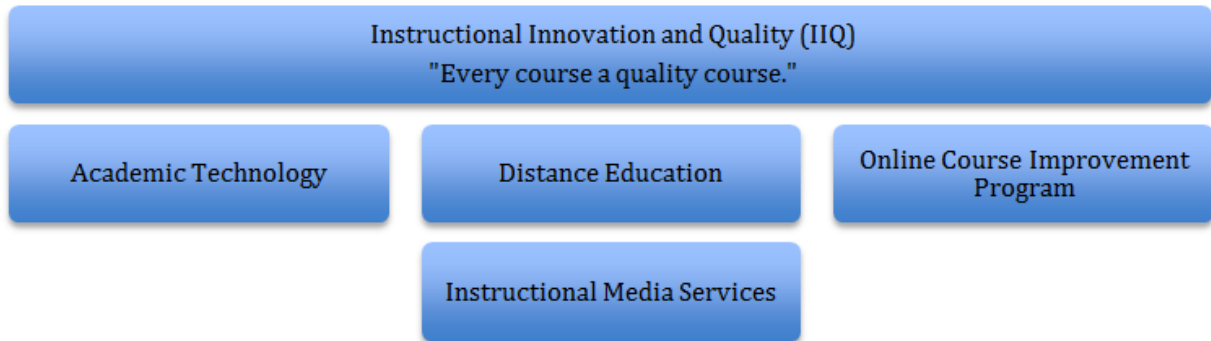 Instructional Innovation and Quality (IIQ)
"Every course a quality course."
Academic Technology
Distance Education
Online Course Improvement
Program
Instructional Media Services